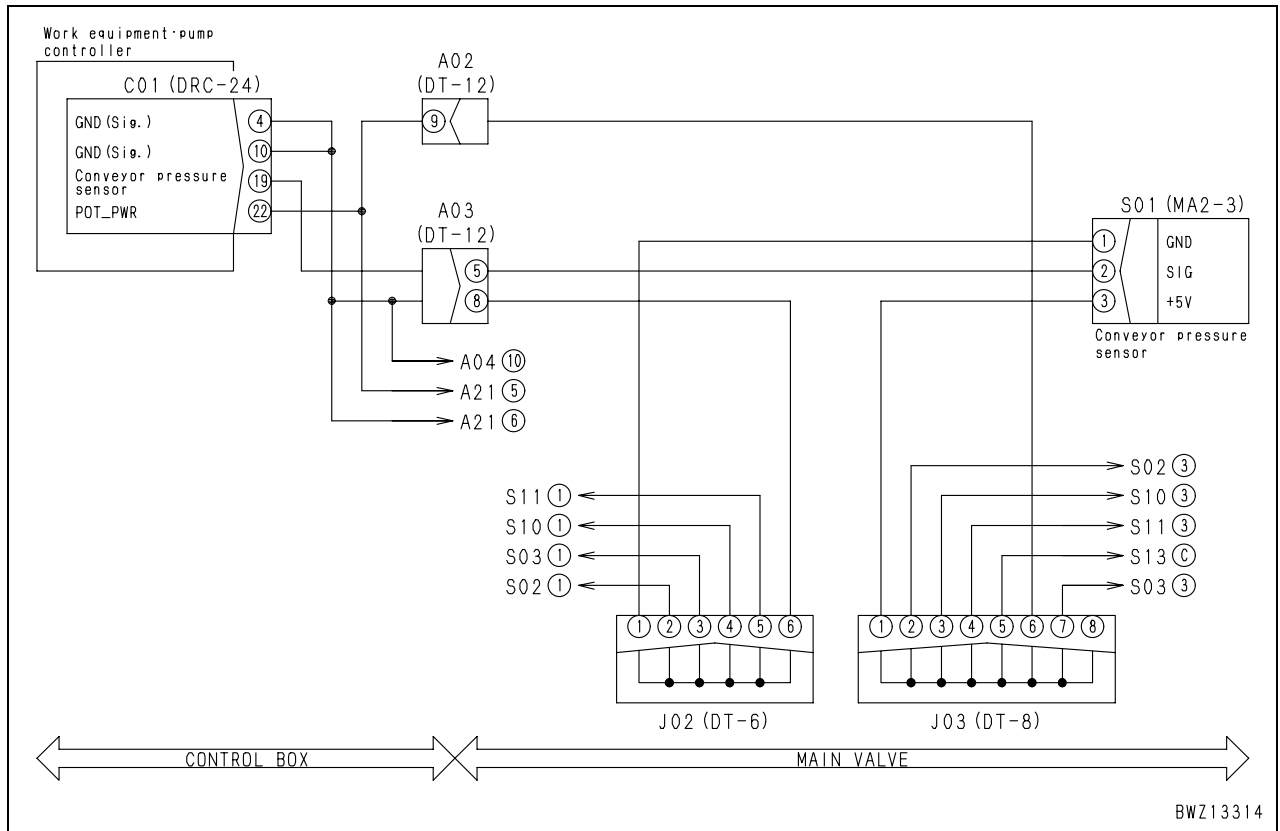 Work equipment·pump
controller
C01 (DRC-24)
GND (Sig.) 4
GND (Sig.) 10
Conveyor pressure
sensor 19
POT_PWR 22
A02
(DT-12)
9
A03
(DT-12)
5
8
A04 10
A21 5
A21 6
S01 (MA2-3)
1 GND
2 SIG
3 +5V
Conveyor pressure
sensor
S11 1
S10 1
S03 1
S02 1
S02 3
S10 3
S11 3
S13 C
S03 3
1 2 3 4 5 6
J02 (DT-6)
1 2 3 4 5 6 7 8
J03 (DT-8)
CONTROL BOX
MAIN VALVE
BWZ13314